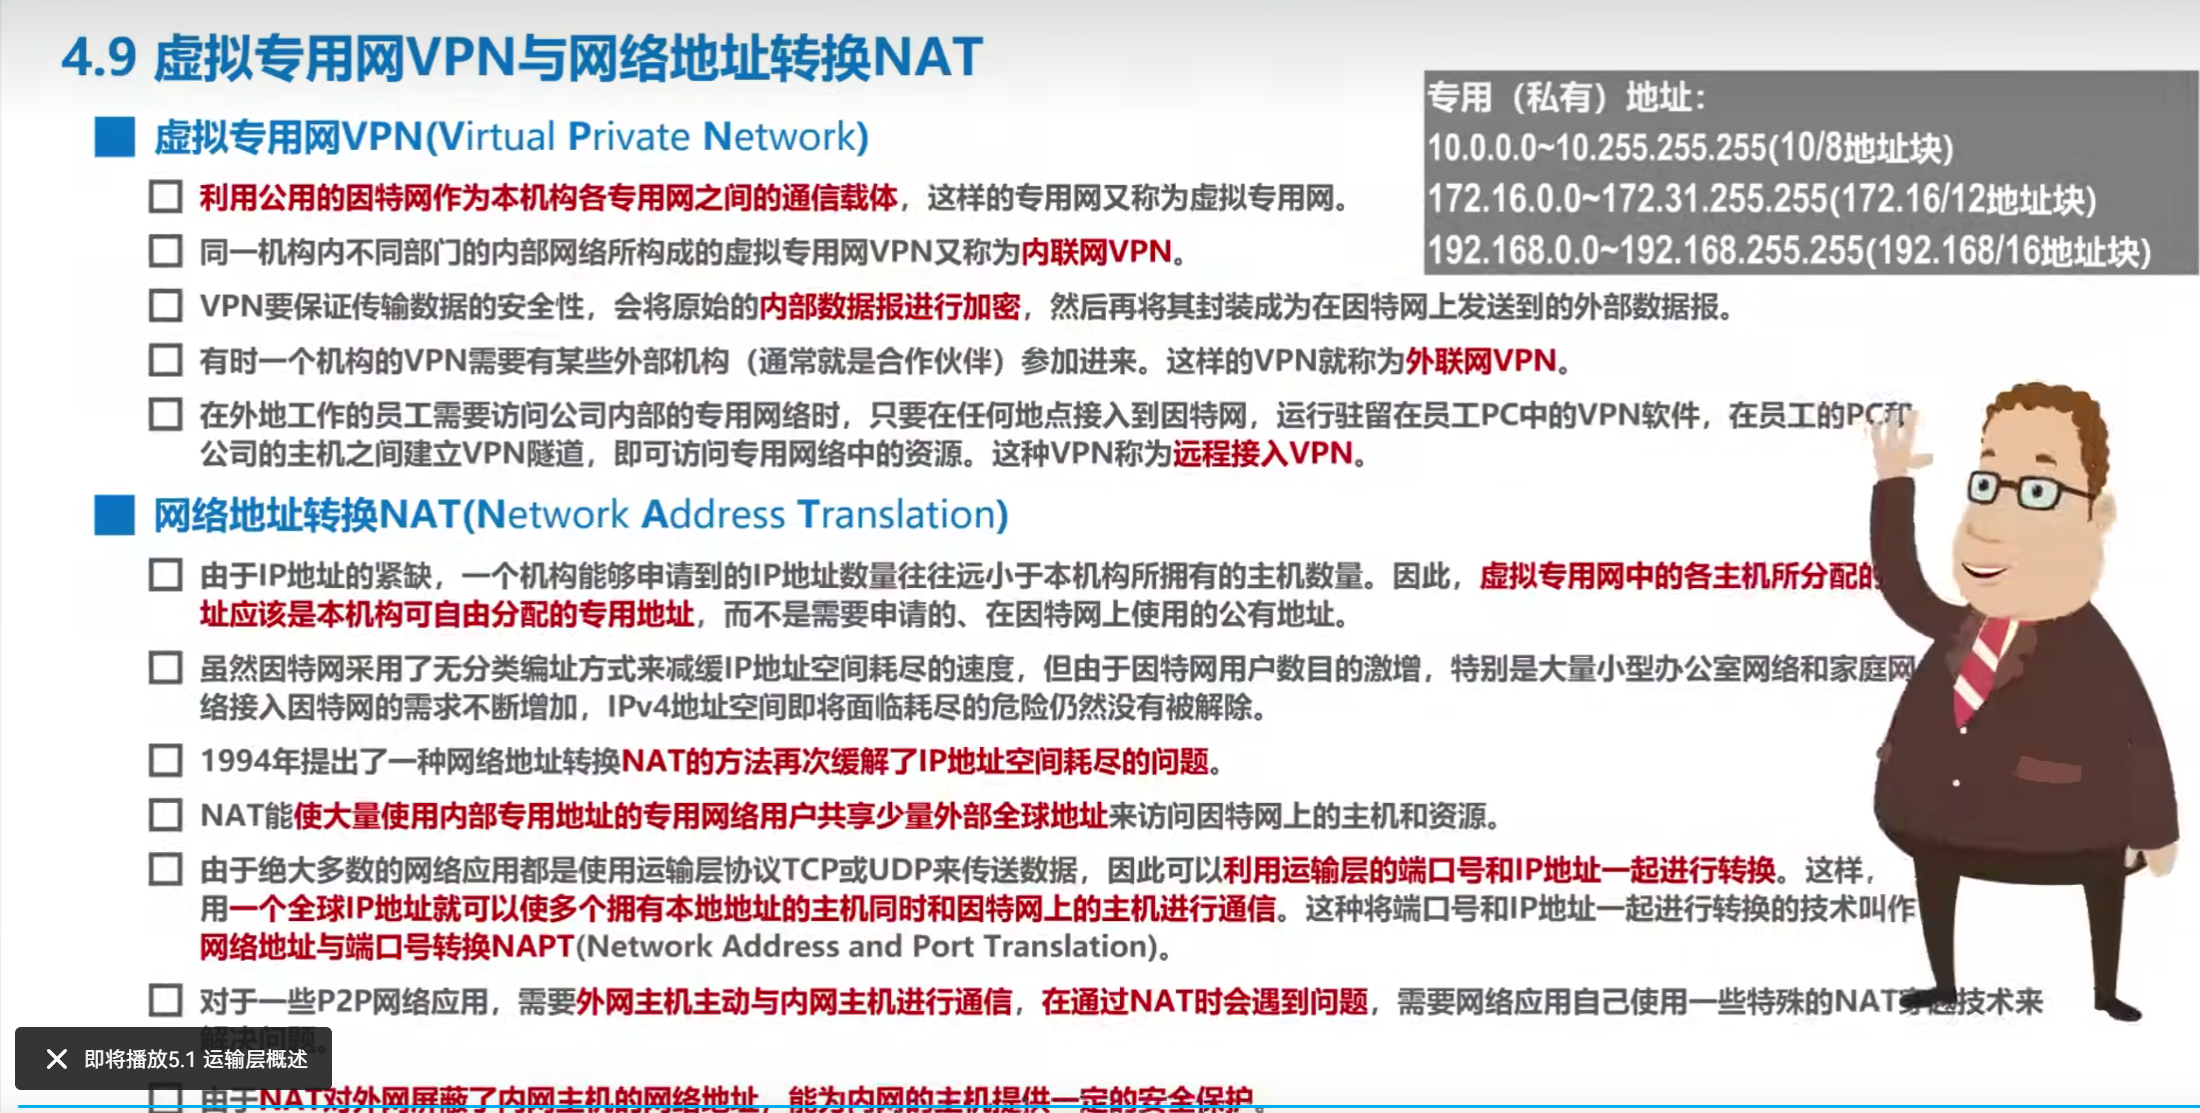 4.9 虚拟专用网VPN与网络地址转换NAT
专用（私有）地址：
10.0.0.0~10.255.255.255(10/8地址块)
172.16.0.0~172.31.255.255(172.16/12地址块)
192.168.0.0~192.168.255.255(192.168/16地址块)
虚拟专用网VPN(Virtual Private Network)
利用公用的因特网作为本机构各专用网之间的通信载体，这样的专用网又称为虚拟专用网。
同一机构内不同部门的内部网络所构成的虚拟专用网VPN又称为内联网VPN。
VPN要保证传输数据的安全性，会将原始的内部数据报进行加密，然后再将其封装成为在因特网上发送到的外部数据报。
有时一个机构的VPN需要有某些外部机构（通常就是合作伙伴）参加进来。这样的VPN就称为外联网VPN。
在外地工作的员工需要访问公司内部的专用网络时，只要在任何地点接入到因特网，运行驻留在员工PC中的VPN软件，在员工的PC和
公司的主机之间建立VPN隧道，即可访问专用网络中的资源。这种VPN称为远程接入VPN。
网络地址转换NAT(Network Address Translation)
由于IP地址的紧缺，一个机构能够申请到的IP地址数量往往远小于本机构所拥有的主机数量。因此，虚拟专用网中的各主机所分配的
址应该是本机构可自由分配的专用地址，而不是需要申请的、在因特网上使用的公有地址。
虽然因特网采用了无分类编址方式来减缓IP地址空间耗尽的速度，但由于因特网用户数目的激增，特别是大量小型办公室网络和家庭网
络接入因特网的需求不断增加，IPv4地址空间即将面临耗尽的危险仍然没有被解除。
1994年提出了一种网络地址转换NAT的方法再次缓解了IP地址空间耗尽的问题。
NAT能使大量使用内部专用地址的专用网络用户共享少量外部全球地址来访问因特网上的主机和资源。
由于绝大多数的网络应用都是使用运输层协议TCP或UDP来传送数据，因此可以利用运输层的端口号和IP地址一起进行转换。这样，
用一个全球IP地址就可以使多个拥有本地地址的主机同时和因特网上的主机进行通信。这种将端口号和IP地址一起进行转换的技术叫作
网络地址与端口号转换NAPT(Network Address and Port Translation)。
对于一些P2P网络应用，需要外网主机主动与内网主机进行通信，在通过NAT时会遇到问题，需要网络应用自己使用一些特殊的NAT穿越技术来
解决问题。
即将播放5.1 运输层概述
由于NAT对外网屏蔽了内网主机的网络地址，能为内网的主机提供一定的安全保护。